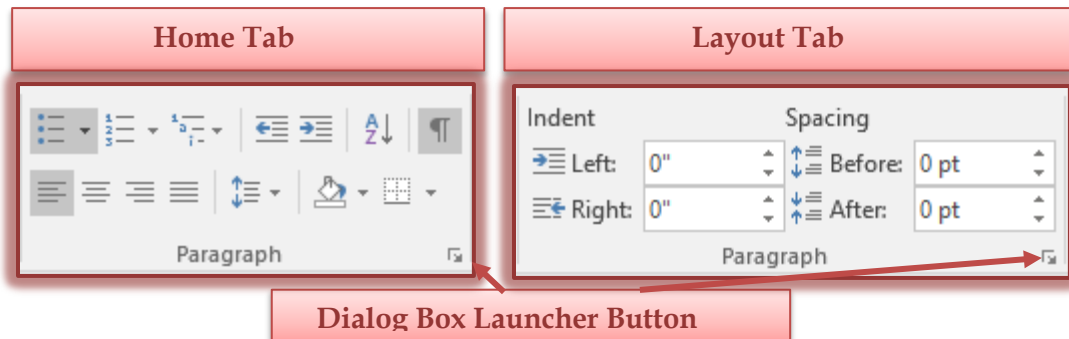 Home Tab
Layout Tab
Indent Spacing
Left: 0" Before: 0 pt
Right: 0" After: 0 pt
Paragraph
Paragraph
Dialog Box Launcher Button